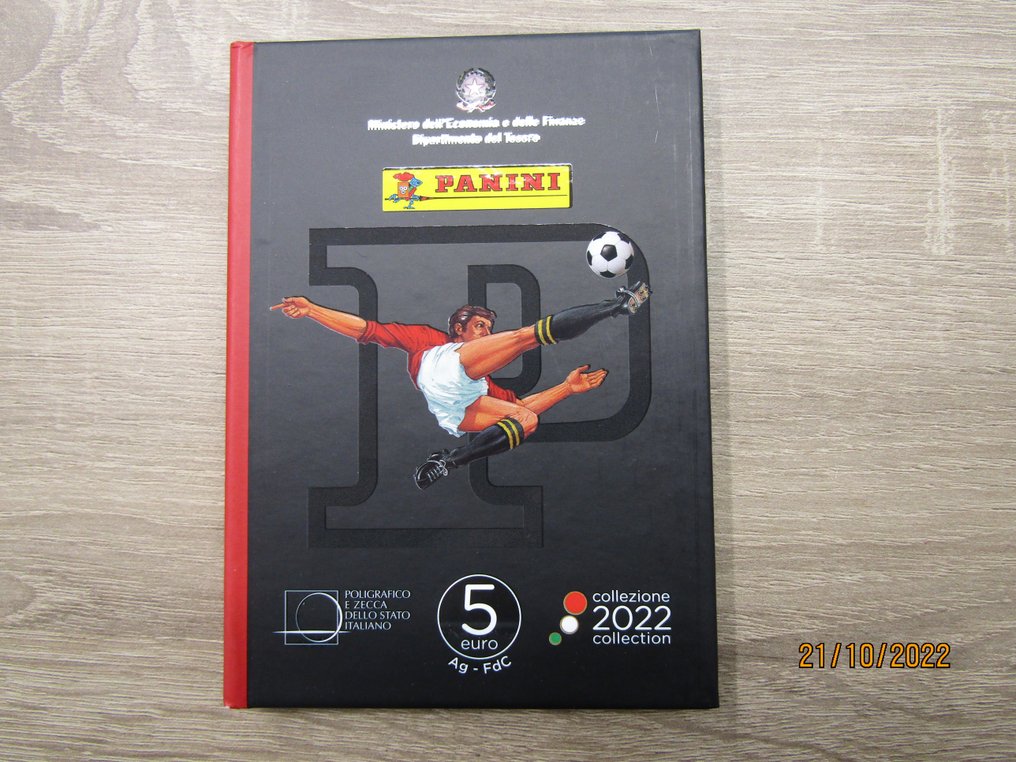 Ministero dell'Economia e delle Finanze
Dipartimento del Tesoro
PANINI
P
POLIGRAFICO
E ZECCA
DELLO STATO
ITALIANO
5
euro
Ag - FdC
collezione
2022
collection
21/10/2022